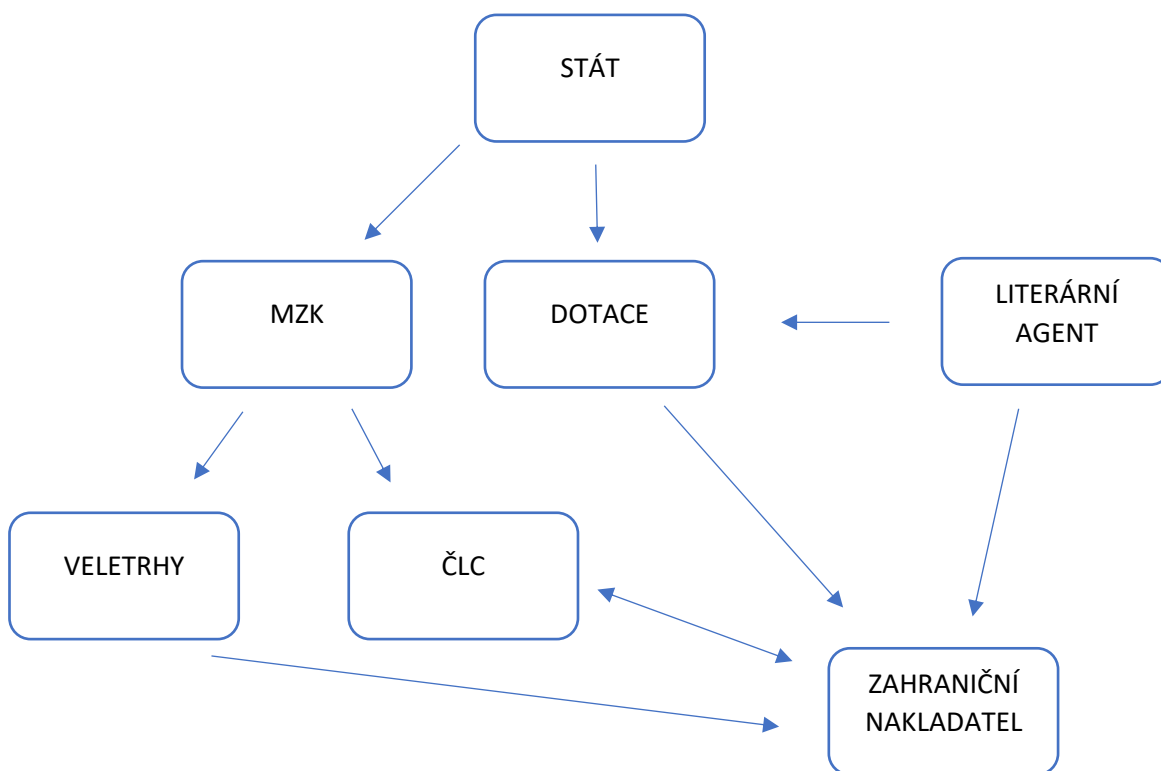 STÁT
MZK
DOTACE
LITERÁRNÍ
AGENT
VELETRHY
ČLC
ZAHRANIČNÍ
NAKLADATEL